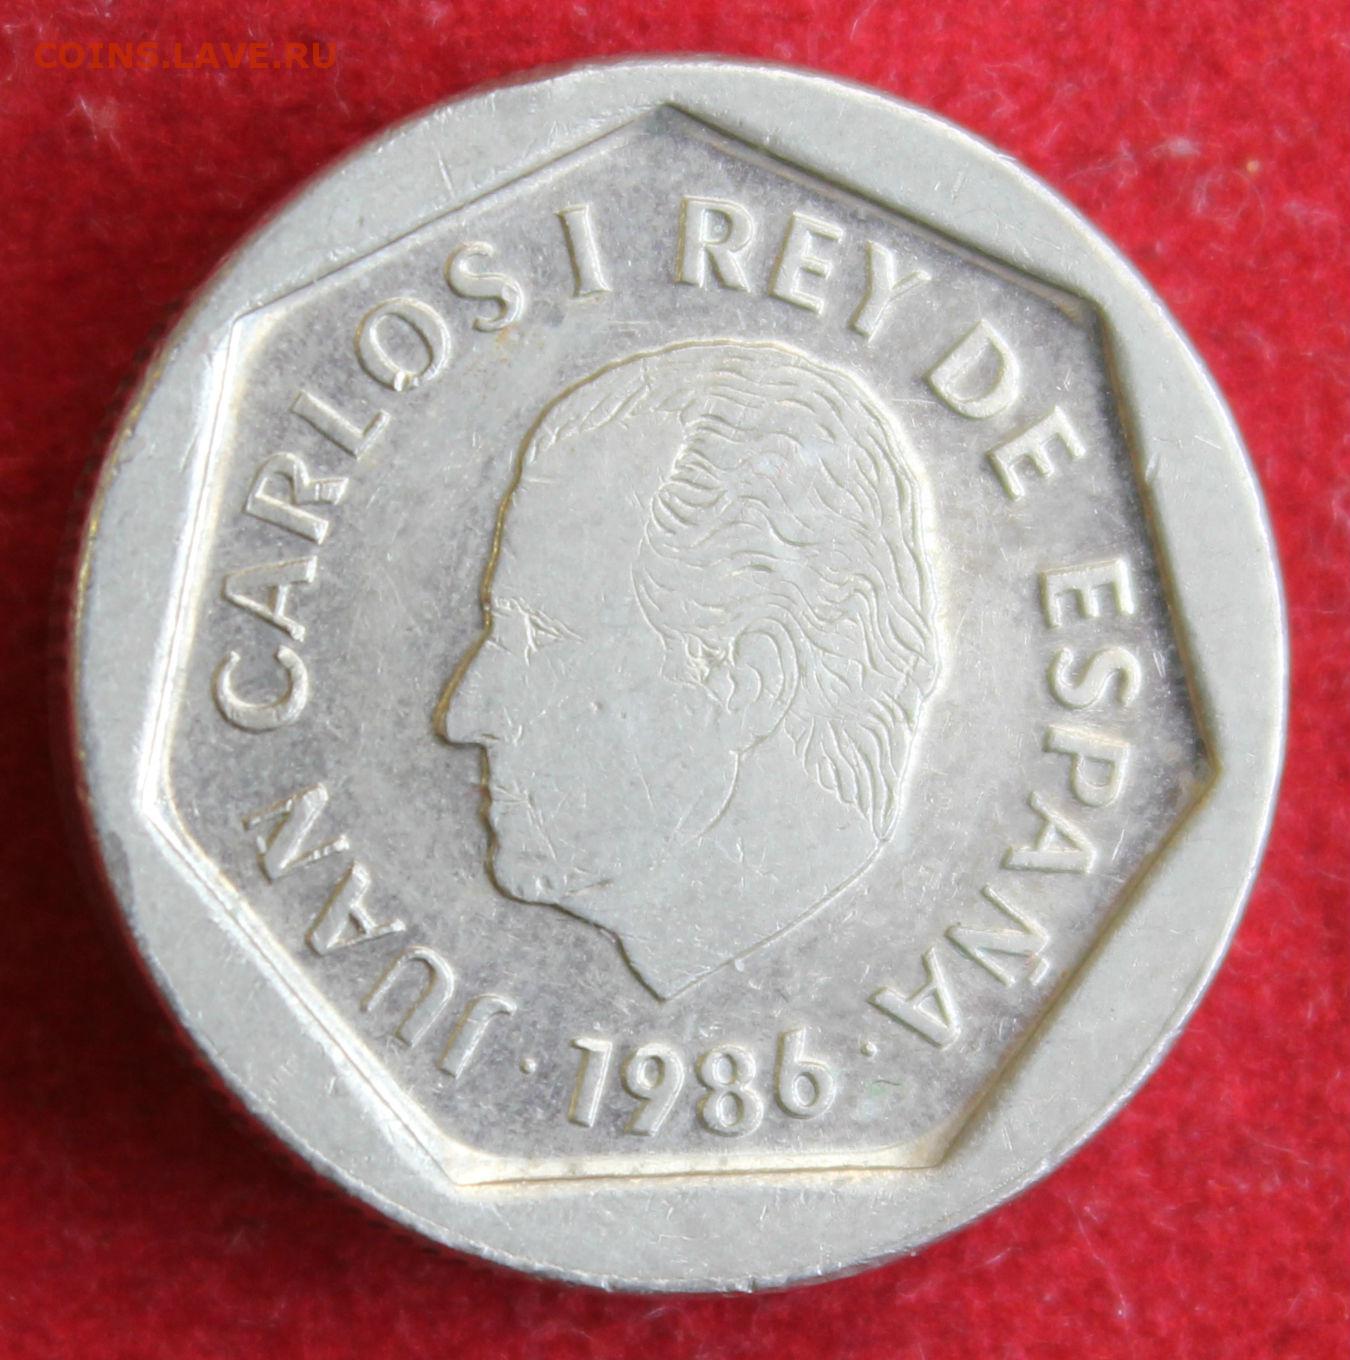 COINS.LAVE.RU
JUAN CARLOS I REY DE ESPAÑA
· 1986 ·